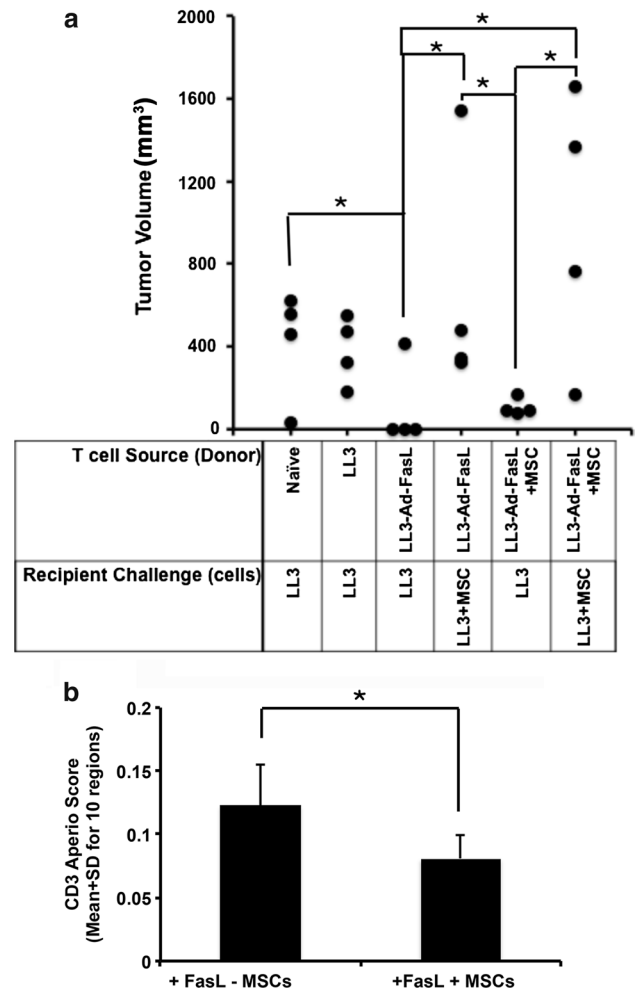 a
Tumor Volume (mm³)
2000
1600
1200
800
400
0
*
*
*
*
*
T cell Source (Donor)
Naïve
LL3
LL3-Ad-FasL
LL3-Ad-FasL
LL3-Ad-FasL
+MSC
LL3-Ad-FasL
+MSC
Recipient Challenge (cells)
LL3
LL3
LL3
LL3+MSC
LL3
LL3+MSC
b
CD3 Aperio Score
(Mean+SD for 10 regions)
0.2
0.15
0.1
0.05
0
*
+ FasL - MSCs
+FasL + MSCs